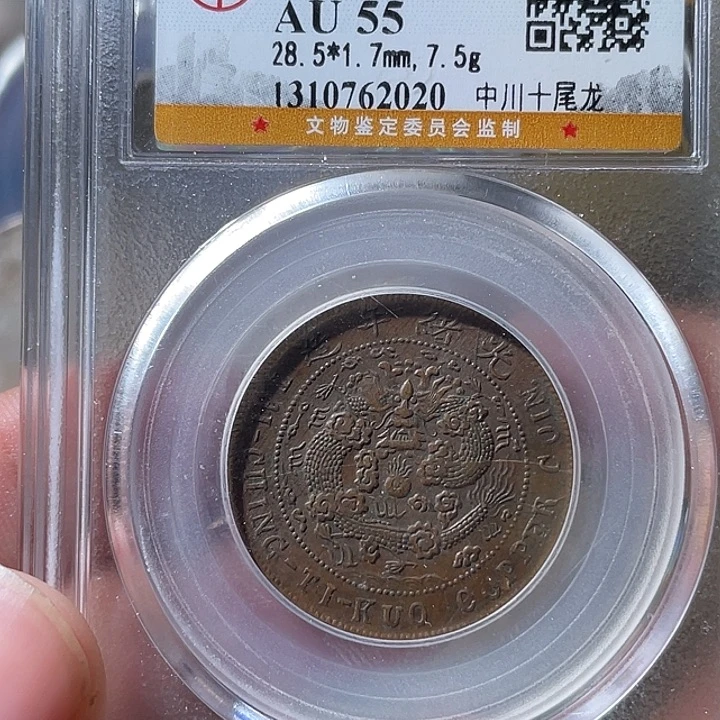 AU 55
28.5*1.7mm, 7.5g
1310762020 中川十尾龙
文物鉴定委员会监制
光緒年造
TAI-CHING-TI-KUO COPPER COIN